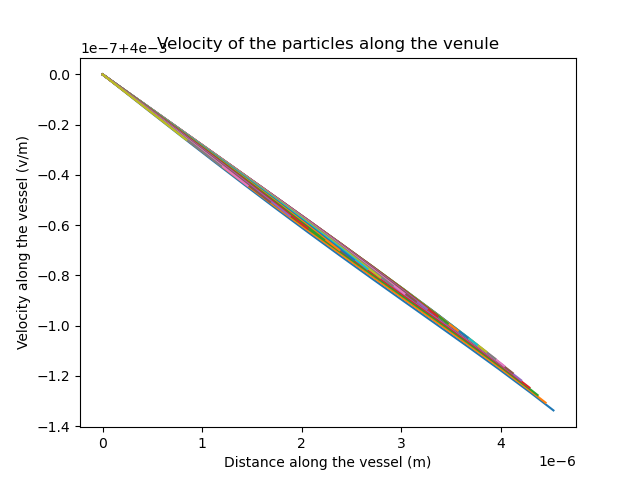 Velocity of the particles along the venule
1e−7+4e−3
0.0
−0.2
−0.4
−0.6
−0.8
−1.0
−1.2
−1.4
Velocity along the vessel (v/m)
0 1 2 3 4
1e−6
Distance along the vessel (m)